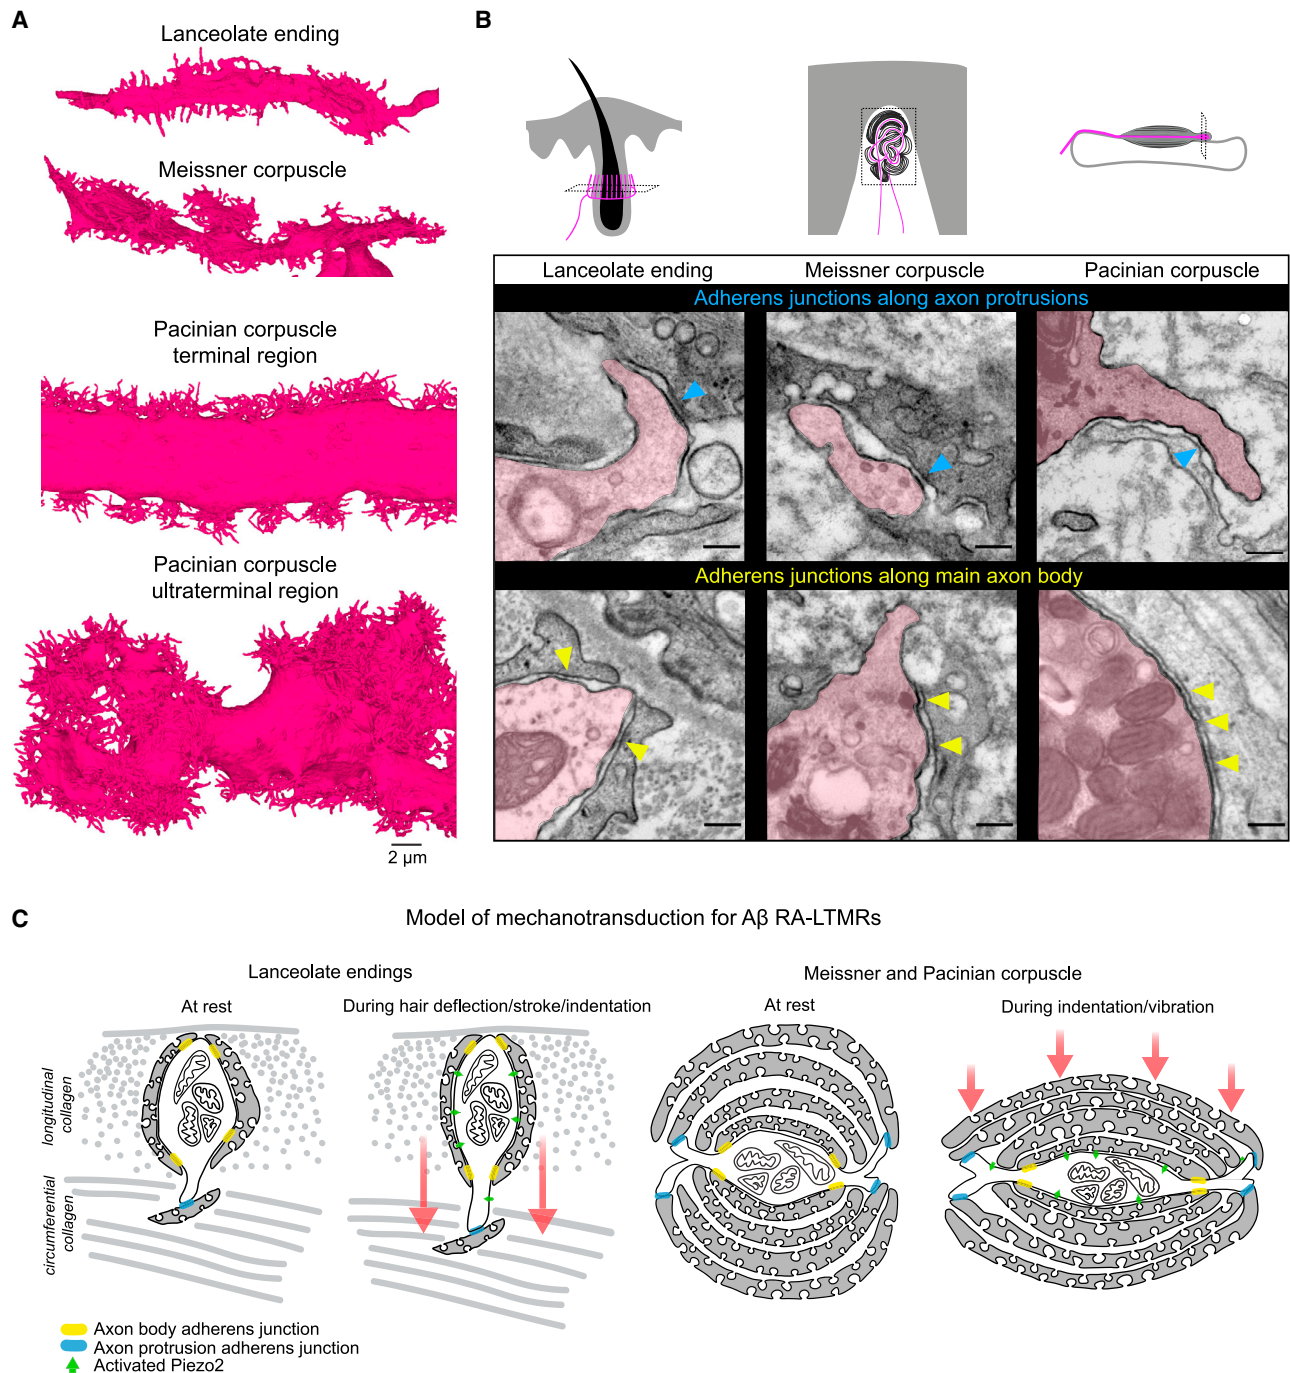 A
Lanceolate ending
Meissner corpuscle
Pacinian corpuscle
terminal region
Pacinian corpuscle
ultraterminal region
2 µm
B
Lanceolate ending
Meissner corpuscle
Pacinian corpuscle
Adherens junctions along axon protrusions
Adherens junctions along main axon body
C
Model of mechanotransduction for Aβ RA-LTMRs
Lanceolate endings
Meissner and Pacinian corpuscle
At rest
During hair deflection/stroke/indentation
At rest
During indentation/vibration
longitudinal
collagen
circumferential
collagen
Axon body adherens junction
Axon protrusion adherens junction
Activated Piezo2